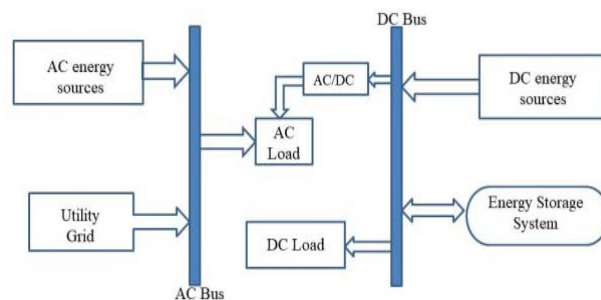 DC Bus
AC energy
sources
AC/DC
DC energy
sources
AC
Load
Utility
Grid
DC Load
Energy Storage
System
AC Bus